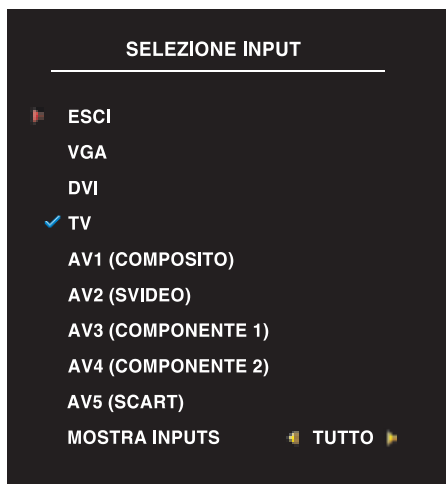 SELEZIONE INPUT
ESCI
VGA
DVI
TV
AV1 (COMPOSITO)
AV2 (SVIDEO)
AV3 (COMPONENTE 1)
AV4 (COMPONENTE 2)
AV5 (SCART)
MOSTRA INPUTS TUTTO